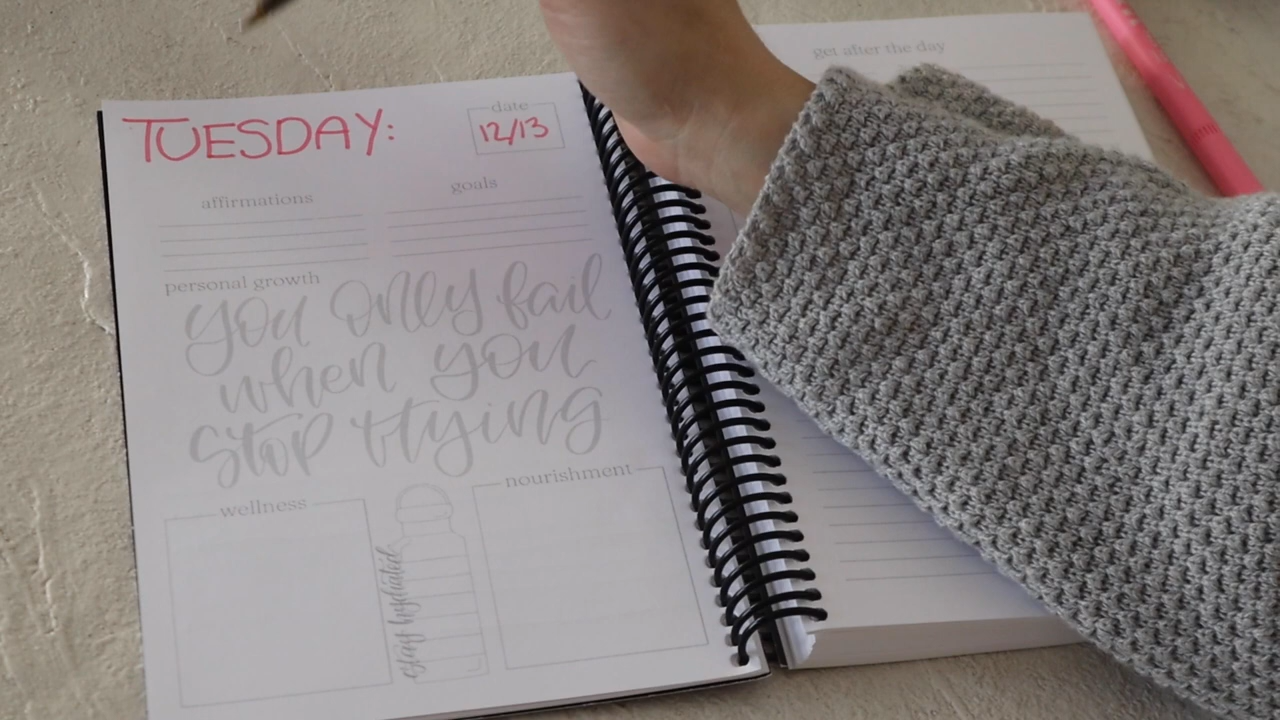 TUESDAY:
date
12/13
affirmations
goals
personal growth
you only fail
when you
stop trying
wellness
stay hydrated
nourishment
get after the day